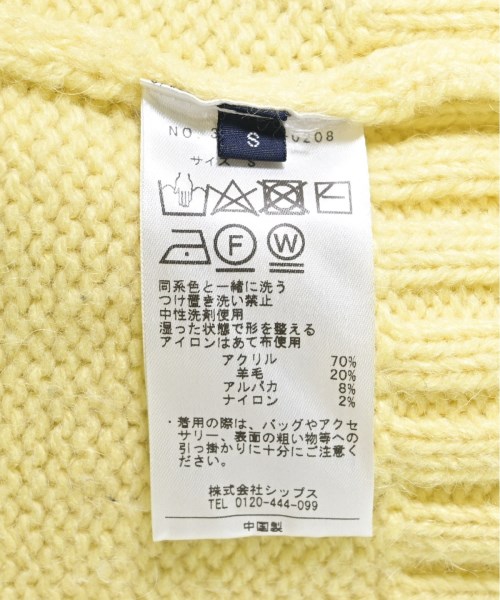 S
NO. 3 -0208
サイズ S
F
W
同系色と一緒に洗う
つけ置き洗い禁止
中性洗剤使用
湿った状態で形を整える
アイロンはあて布使用
アクリル 70%
羊毛 20%
アルパカ 8%
ナイロン 2%
・着用の際は、バッグやアクセ
サリー、表面の粗い物等への
引っ掛かりに十分にご注意く
ださい。
株式会社シップス
TEL 0120-444-099
中国製